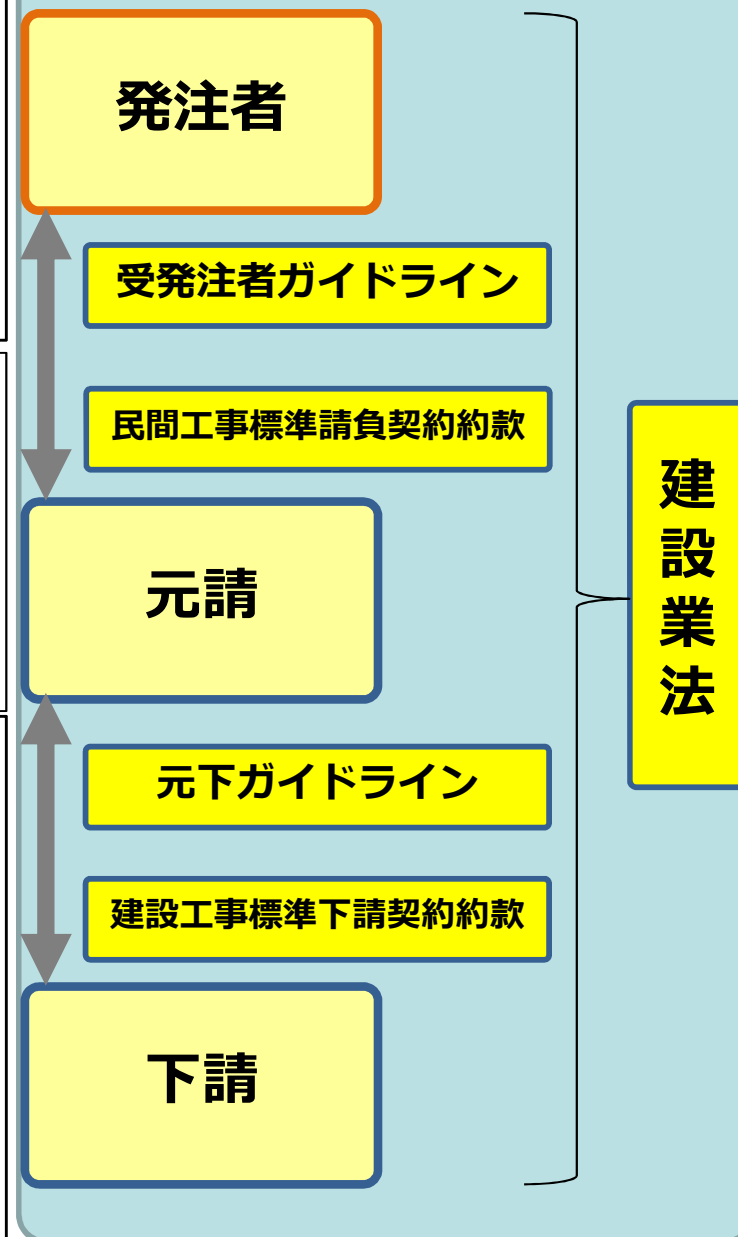 発注者
受発注者ガイドライン
民間工事標準請負契約約款
元請
元下ガイドライン
建設工事標準下請契約約款
下請
建設業法